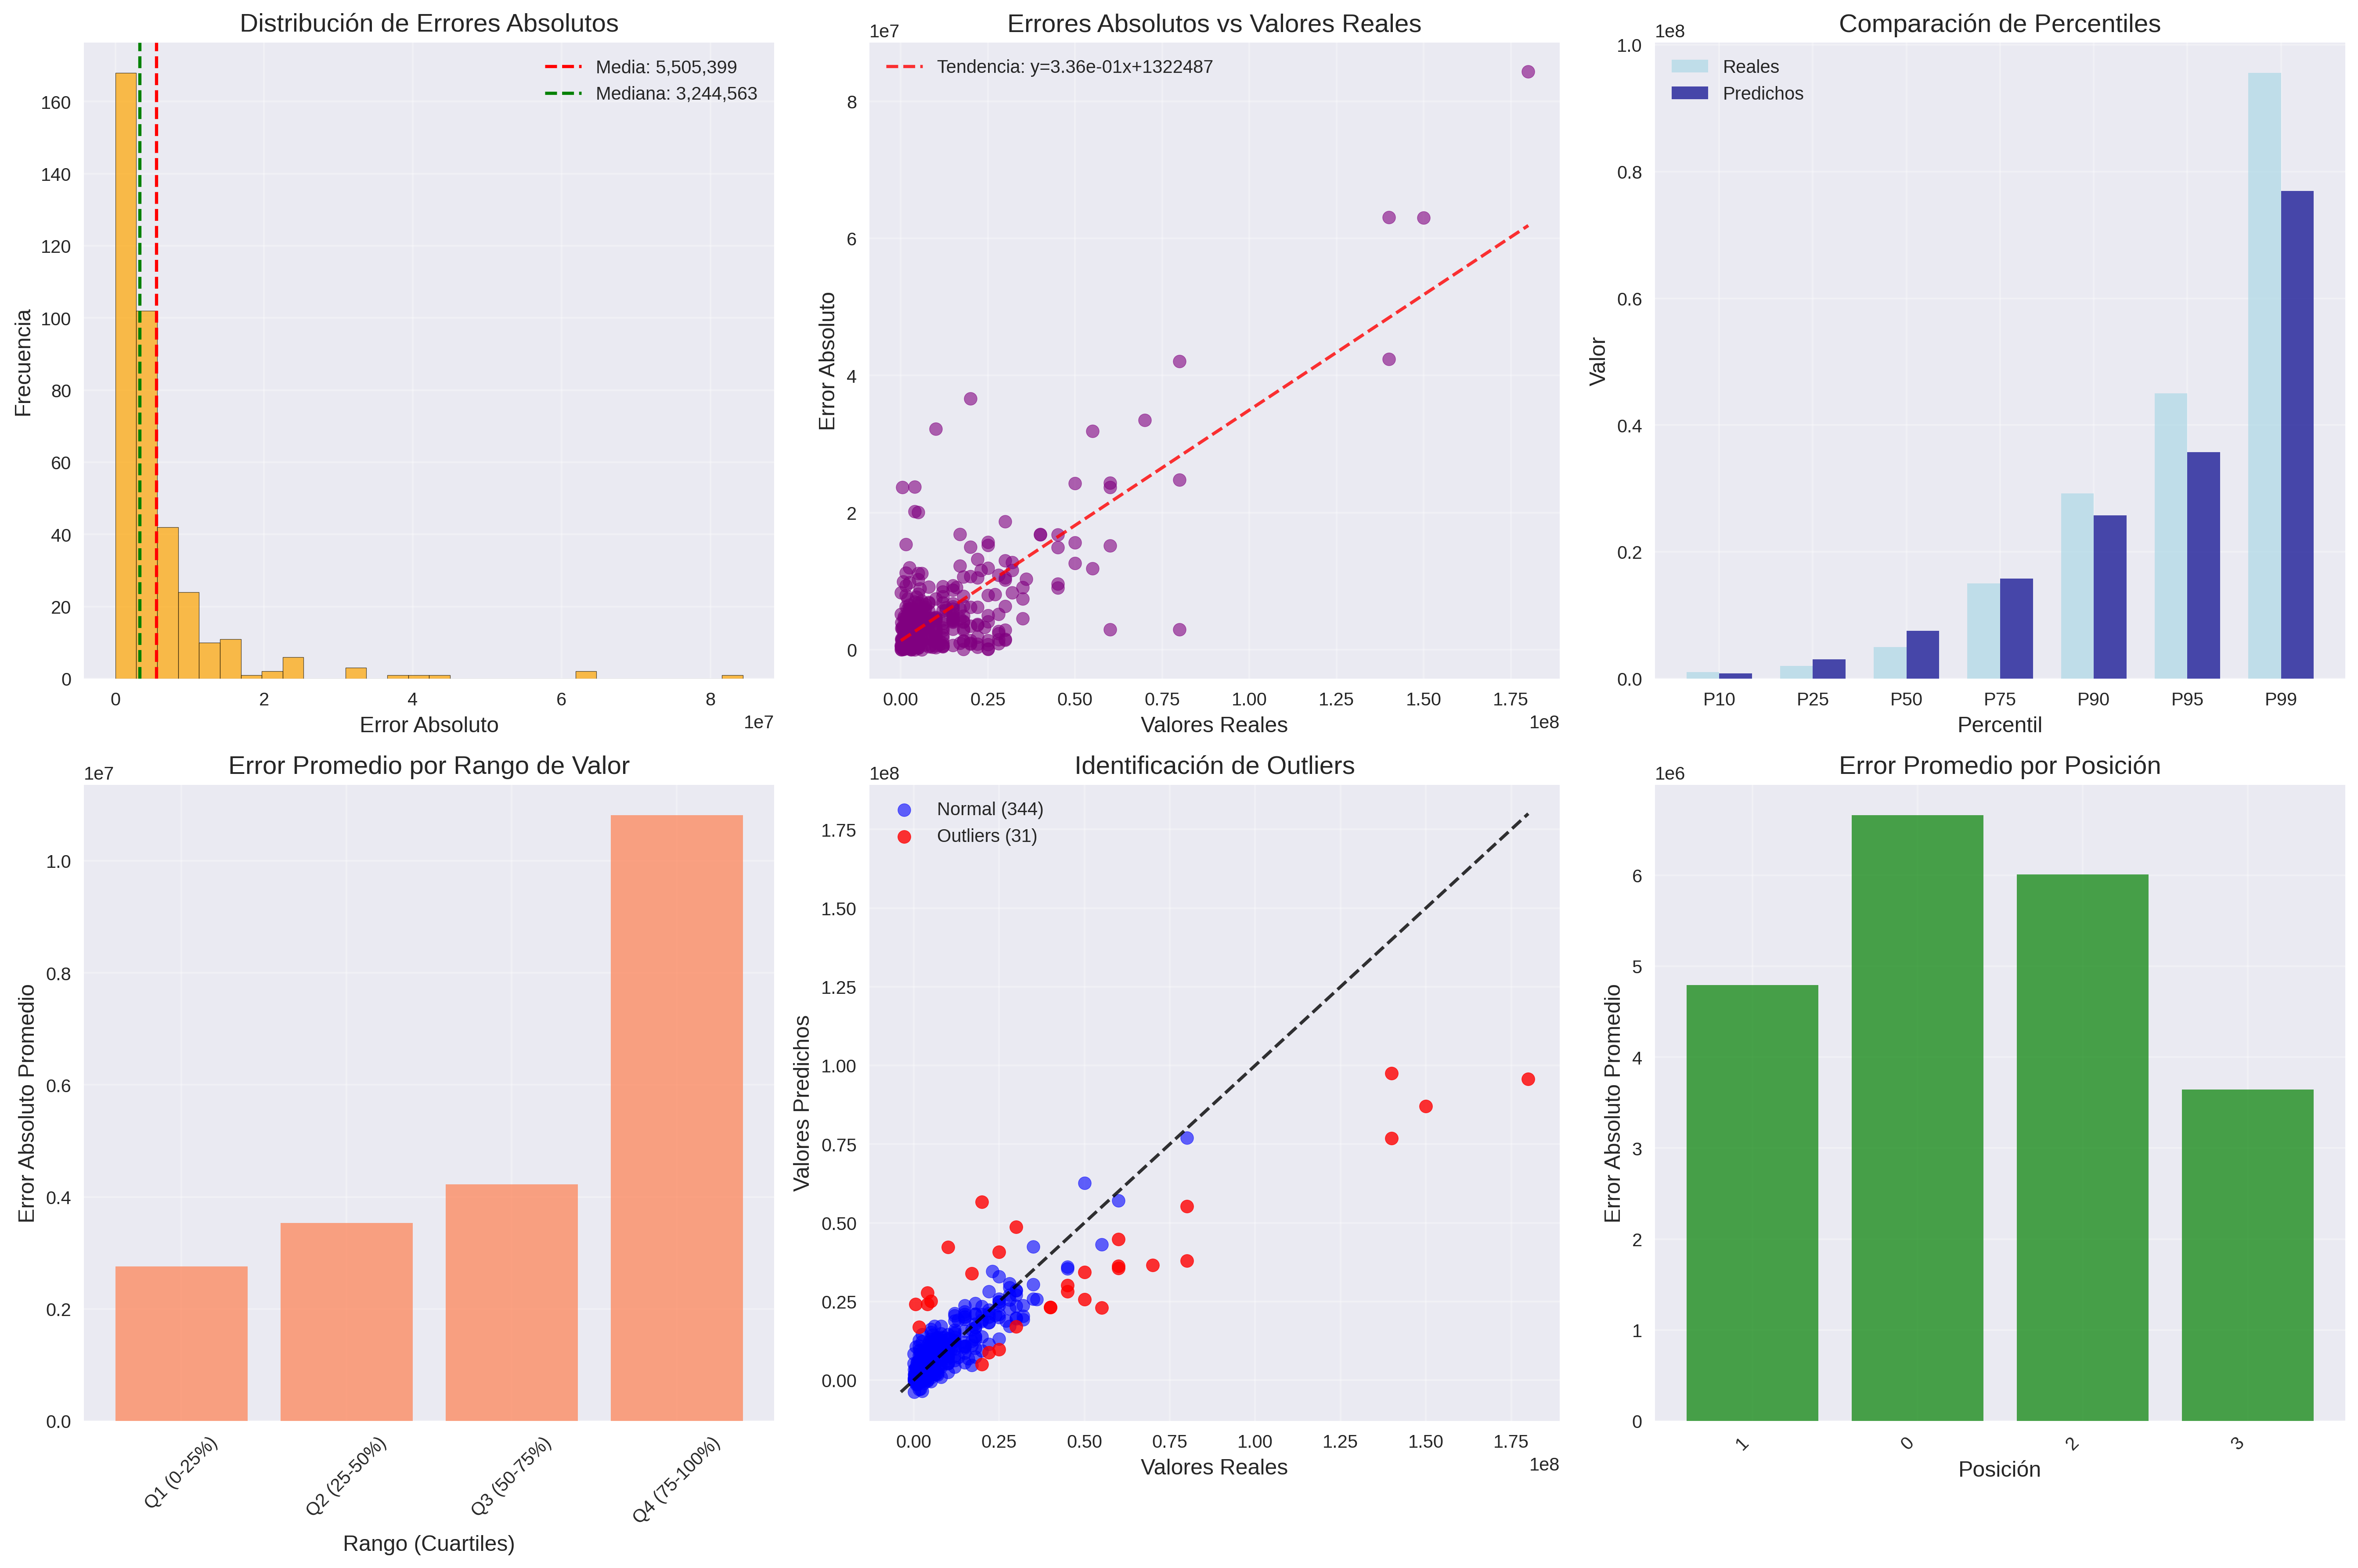 Distribución de Errores Absolutos
Media: 5,505,399
Mediana: 3,244,563
Frecuencia
160
140
120
100
80
60
40
20
0
0
2
4
6
8
1e7
Error Absoluto
Errores Absolutos vs Valores Reales
1e7
Tendencia: y=3.36e-01x+1322487
Error Absoluto
8
6
4
2
0
0.00
0.25
0.50
0.75
1.00
1.25
1.50
1.75
1e8
Valores Reales
Comparación de Percentiles
1e8
Reales
Predichos
Valor
1.0
0.8
0.6
0.4
0.2
0.0
P10
P25
P50
P75
P90
P95
P99
Percentil
Error Promedio por Rango de Valor
1e7
Error Absoluto Promedio
1.0
0.8
0.6
0.4
0.2
0.0
Q1 (0-25%)
Q2 (25-50%)
Q3 (50-75%)
Q4 (75-100%)
Rango (Cuartiles)
Identificación de Outliers
1e8
Normal (344)
Outliers (31)
Valores Predichos
1.75
1.50
1.25
1.00
0.75
0.50
0.25
0.00
0.00
0.25
0.50
0.75
1.00
1.25
1.50
1.75
1e8
Valores Reales
Error Promedio por Posición
1e6
Error Absoluto Promedio
6
5
4
3
2
1
0
1
0
2
3
Posición